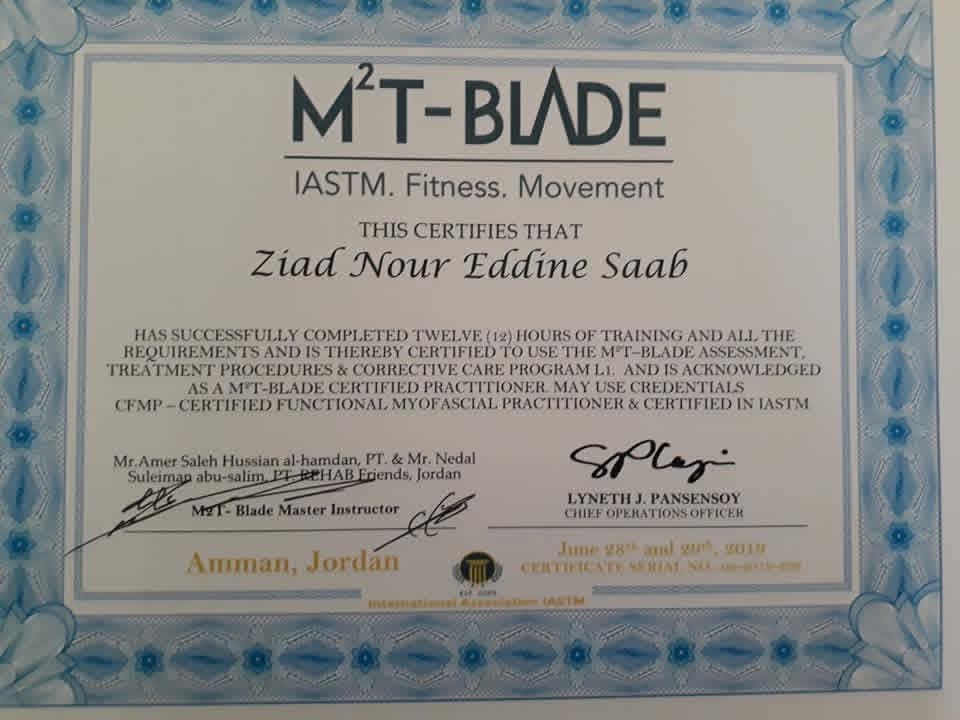 M²T-BLADE
IASTM. Fitness. Movement
THIS CERTIFIES THAT
Ziad Nour Eddine Saab
HAS SUCCESSFULLY COMPLETED TWELVE (12) HOURS OF TRAINING AND ALL THE
REQUIREMENTS AND IS THEREBY CERTIFIED TO USE THE M²T–BLADE ASSESSMENT,
TREATMENT PROCEDURES & CORRECTIVE CARE PROGRAM L1. AND IS ACKNOWLEDGED
AS A M²T-BLADE CERTIFIED PRACTITIONER. MAY USE CREDENTIALS
CFMP – CERTIFIED FUNCTIONAL MYOFASCIAL PRACTITIONER & CERTIFIED IN IASTM
Mr.Amer Saleh Hussian al-hamdan, PT. & Mr. Nedal
Suleiman abu-salim, PT-REHAB Friends, Jordan
M2T- Blade Master Instructor
LYNETH J. PANSENSOY
CHIEF OPERATIONS OFFICER
Amman, Jordan
June 28th and 29th, 2019
CERTIFICATE SERIAL NO.
International Association IASTM